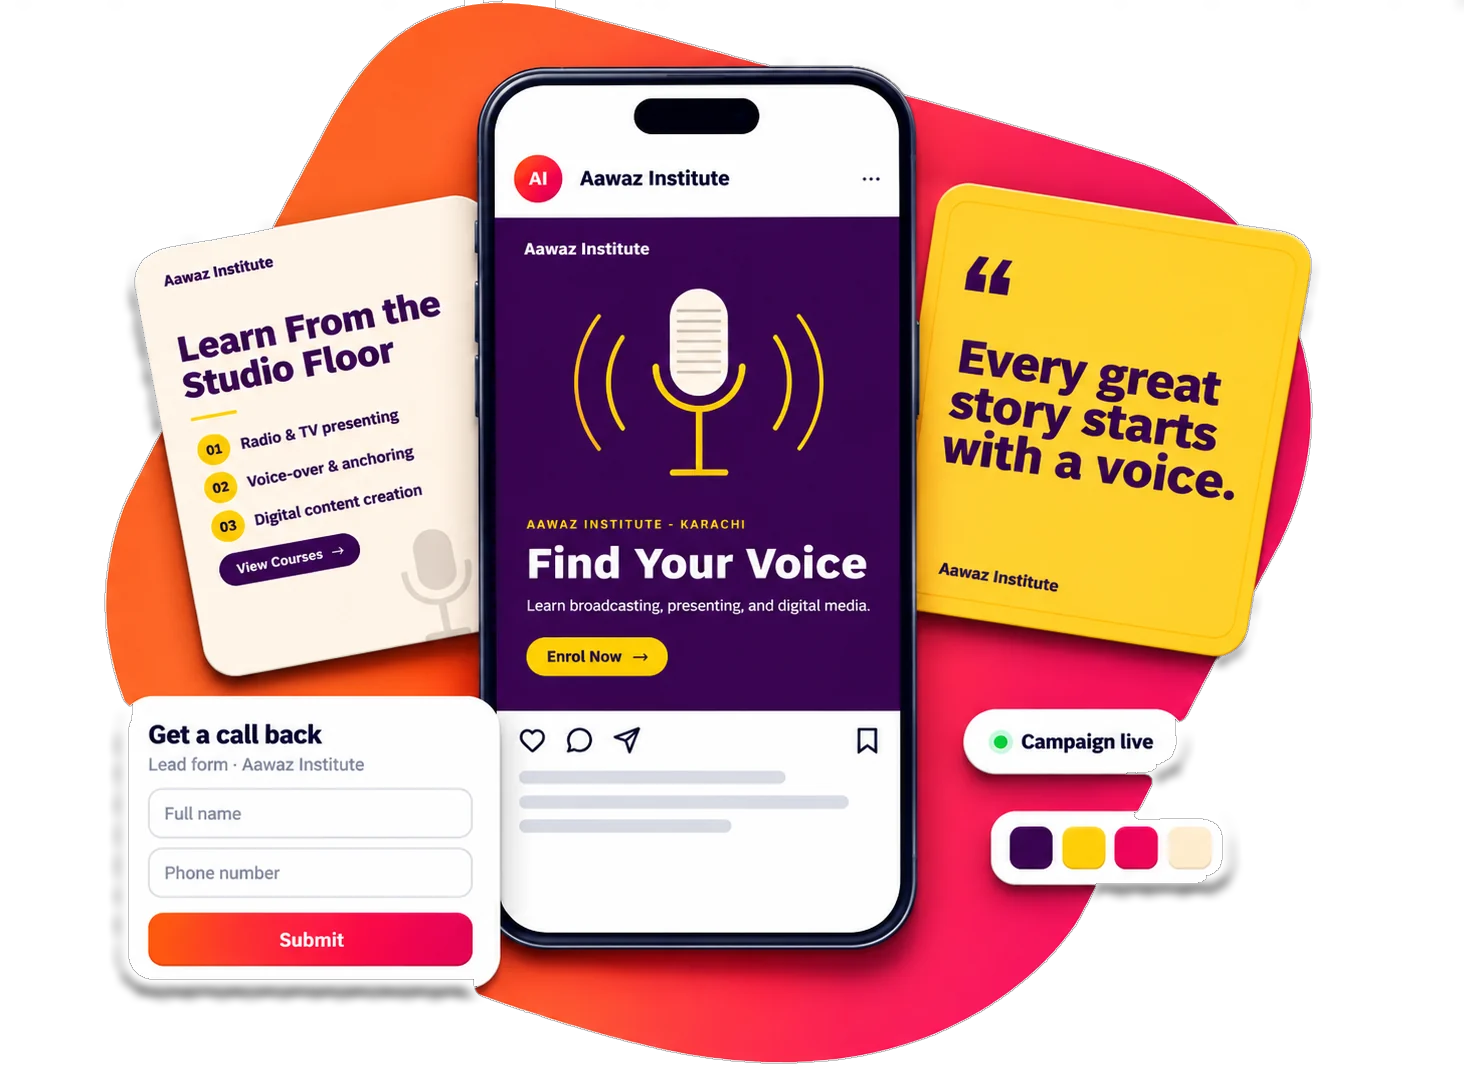 AI
Aawaz Institute
...
Aawaz Institute
AAWAZ INSTITUTE - KARACHI
Find Your Voice
Learn broadcasting, presenting, and digital media.
Enrol Now →
Aawaz Institute
Learn From the
Studio Floor
01 Radio & TV presenting
02 Voice-over & anchoring
03 Digital content creation
View Courses →
“
Every great
story starts
with a voice.
Aawaz Institute
Get a call back
Lead form · Aawaz Institute
Full name
Phone number
Submit
Campaign live